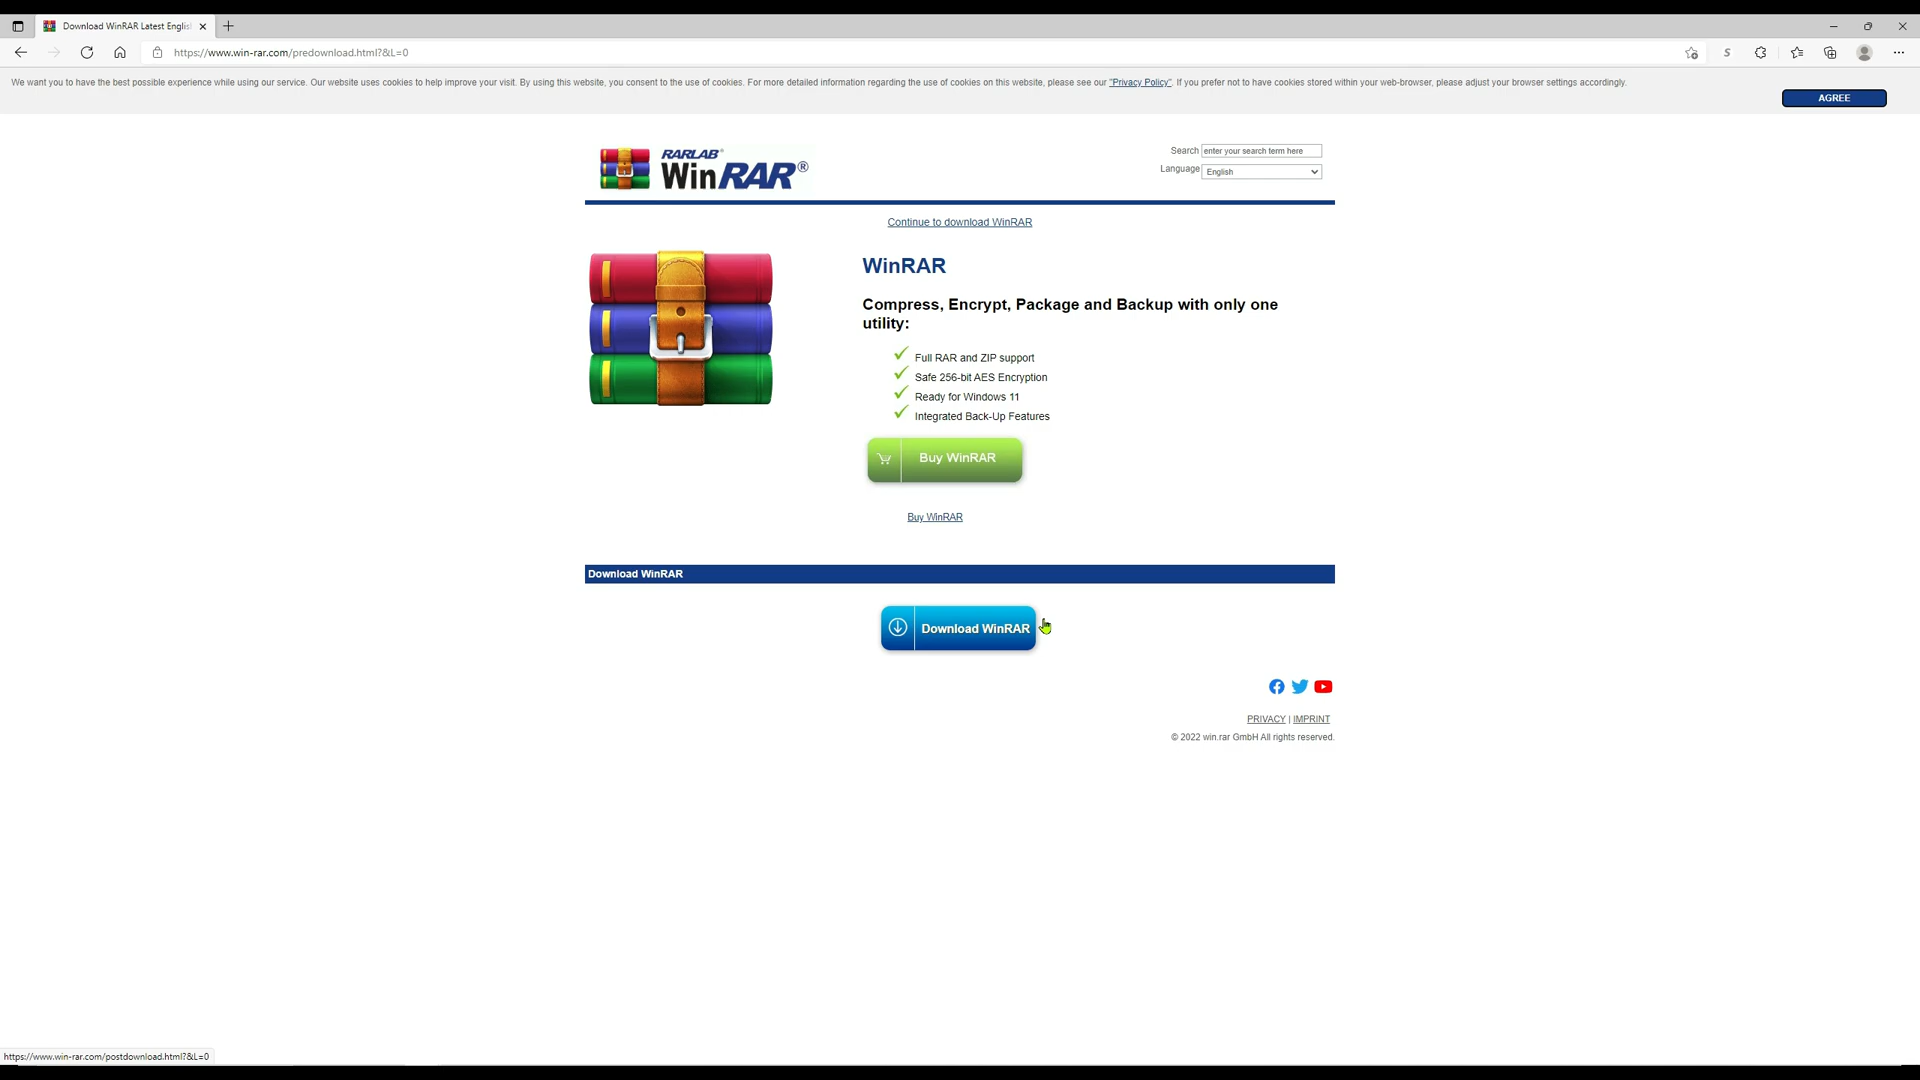 Download WinRAR Latest Englis
https://www.win-rar.com/predownload.html?&L=0
We want you to have the best possible experience while using our service. Our website uses cookies to help improve your visit. By using this website, you consent to the use of cookies. For more detailed information regarding the use of cookies on this website, please see our "Privacy Policy". If you prefer not to have cookies stored within your web-browser, please adjust your browser settings accordingly.
AGREE
RARLAB®
WinRAR®
Search enter your search term here
Language English
Continue to download WinRAR
WinRAR
Compress, Encrypt, Package and Backup with only one
utility:
Full RAR and ZIP support
Safe 256-bit AES Encryption
Ready for Windows 11
Integrated Back-Up Features
Buy WinRAR
Buy WinRAR
Download WinRAR
Download WinRAR
PRIVACY | IMPRINT
© 2022 win.rar GmbH All rights reserved.
https://www.win-rar.com/postdownload.html?&L=0